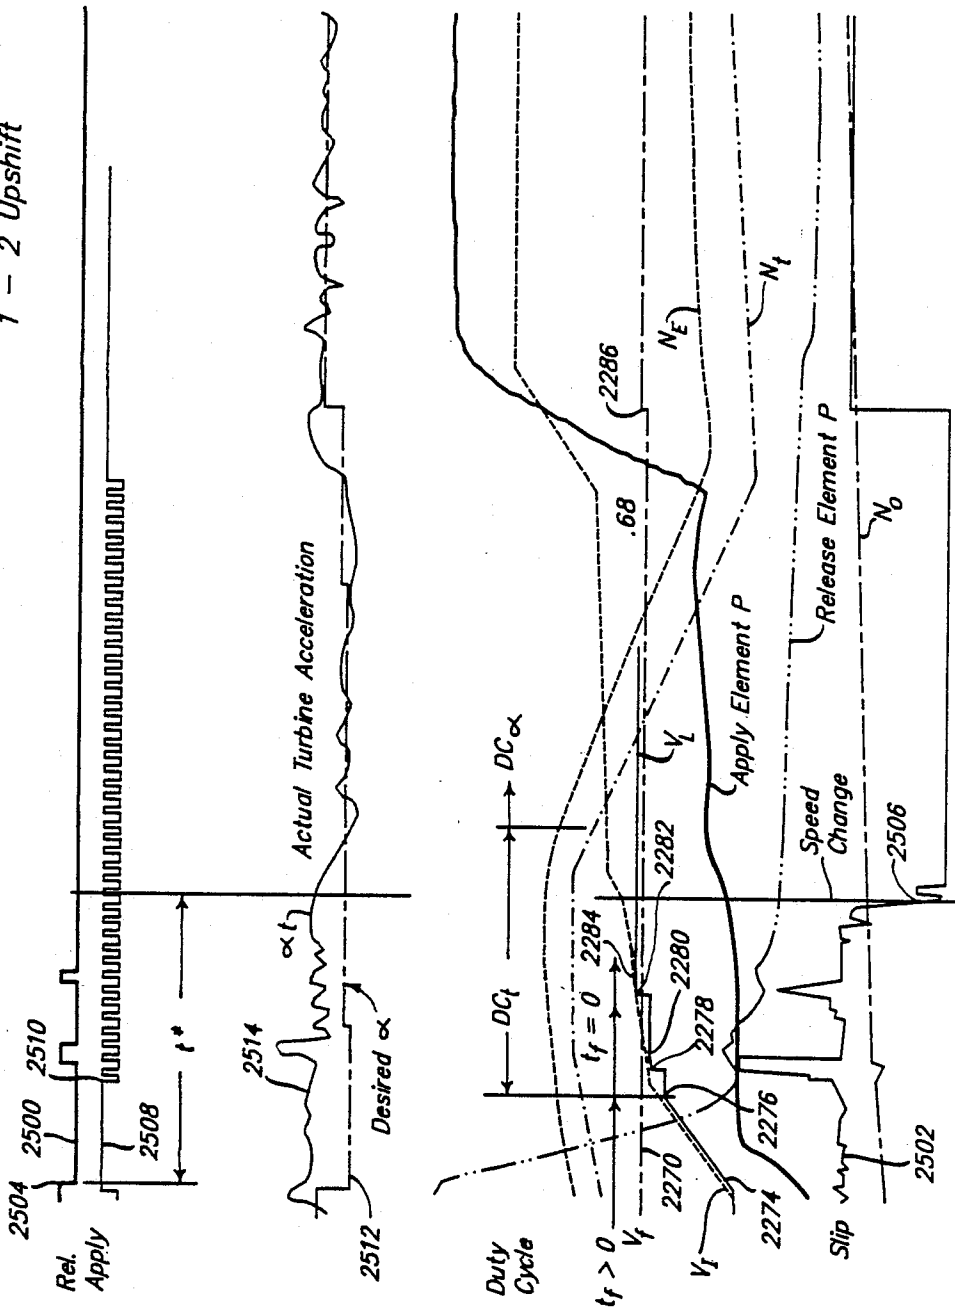 1 – 2 Upshift
Rel.
Apply
2504
2500
2508
2510
t*
2512
2514
αt
Desired α
Actual Turbine Acceleration
Duty
Cycle
DCt
DCα
tf > 0
tf = 0
Vf
VI
VL
2270
2274
2276
2278
2280
2282
2284
.68
2286
NE
Nt
Apply Element P
Release Element P
NO
Slip
2502
Speed
Change
2506